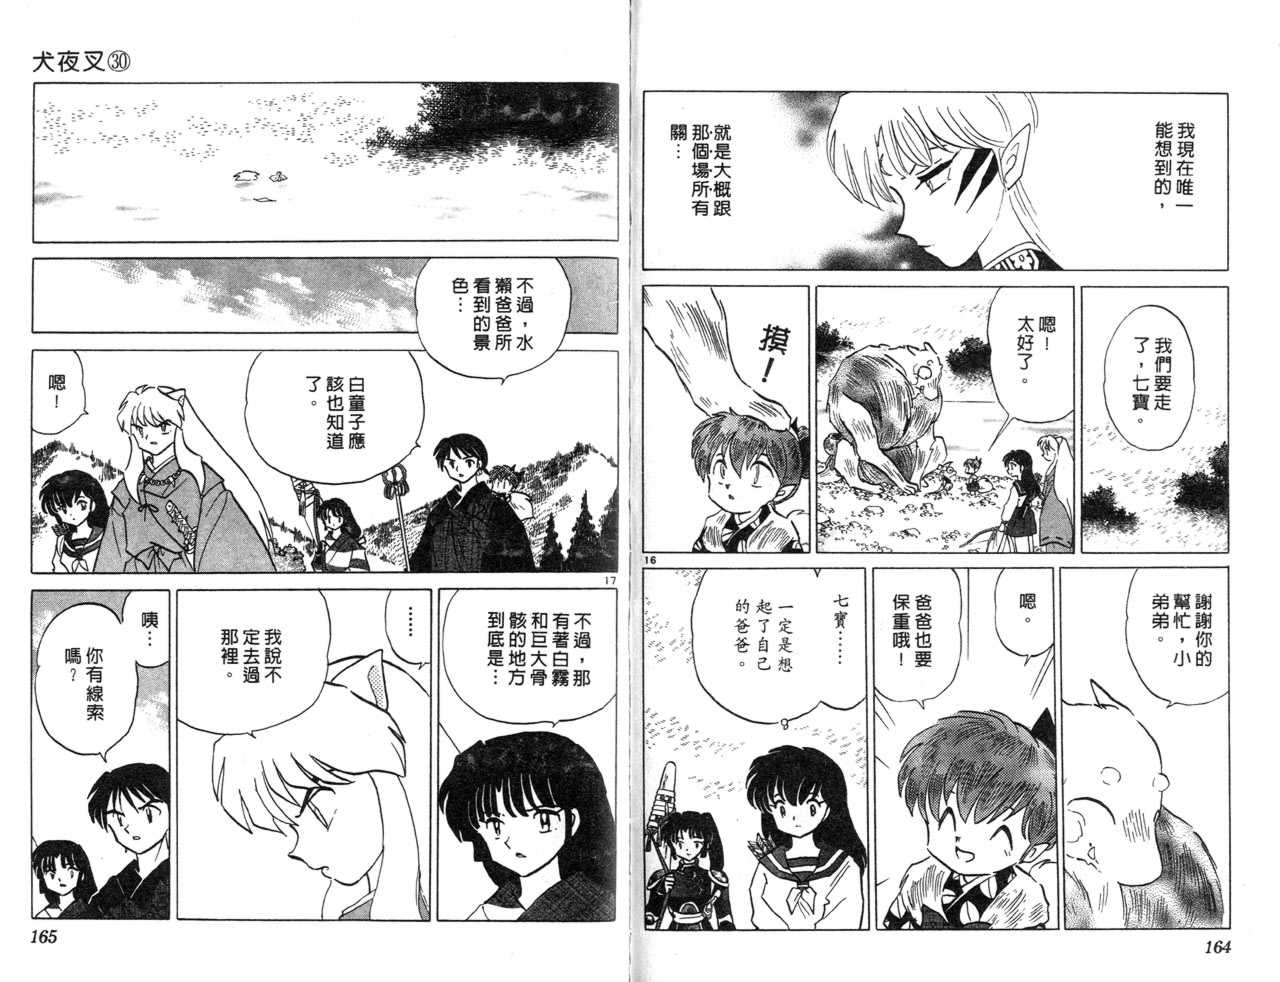 我現在唯一
能想到的，
就是大概跟
那個場所有
關…
我們要走
了，七寶。
嗯！
太好了。
摸！
16
謝謝你的
幫忙，小
弟弟。
嗯。
爸爸也要
保重哦！
七寶……
一定是想
起了自己
的爸爸。
164
犬夜叉㉚
不過，水
獺爸爸所
看到的景
色…
白童子應
該也知道
了。
嗯！
17
不過，那
有著白霧
和巨大骨
骸的地方
到底是…
……
我說不
定去過
那裡。
咦…
你有線索
嗎？
165